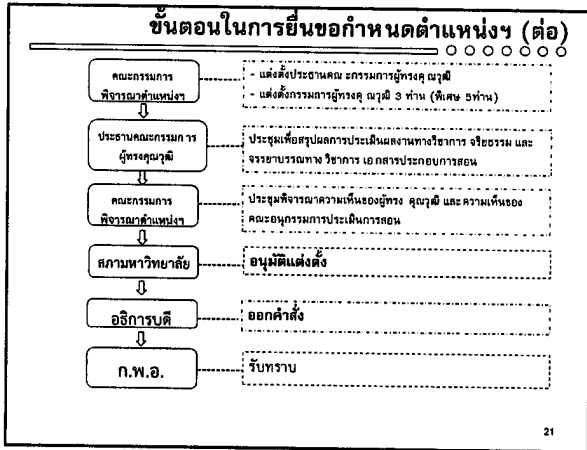 ขั้นตอนในการยื่นขอกำหนดตำแหน่งฯ (ต่อ)
คณะกรรมการ
พิจารณาตำแหน่งฯ
- แต่งตั้งประธานคณะกรรมการผู้ทรงคุณวุฒิ
- แต่งตั้งกรรมการผู้ทรงคุณวุฒิ 3 ท่าน (พิเศษ 5ท่าน)
ประธานคณะกรรมการ
ผู้ทรงคุณวุฒิ
ประชุมเพื่อสรุปผลการประเมินผลงานทางวิชาการ จริยธรรม และ
จรรยาบรรณทาง วิชาการ เอกสารประกอบการสอน
คณะกรรมการ
พิจารณาตำแหน่งฯ
ประชุมพิจารณาความเห็นของผู้ทรง คุณวุฒิ และความเห็นของ
คณะอนุกรรมการประเมินการสอน
สภามหาวิทยาลัย
อนุมัติแต่งตั้ง
อธิการบดี
ออกคำสั่ง
ก.พ.อ.
รับทราบ
21